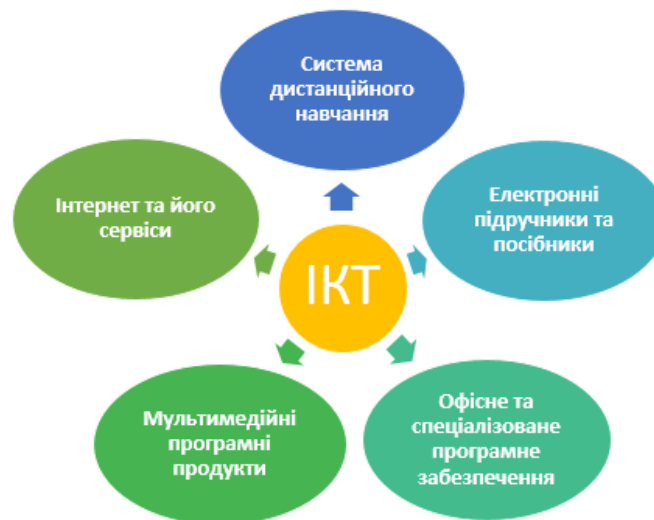 Система
дистанційного
навчання
Інтернет та його
сервіси
Електронні
підручники та
посібники
ІКТ
Мультимедійні
програмні
продукти
Офісне та
спеціалізоване
програмне
забезпечення